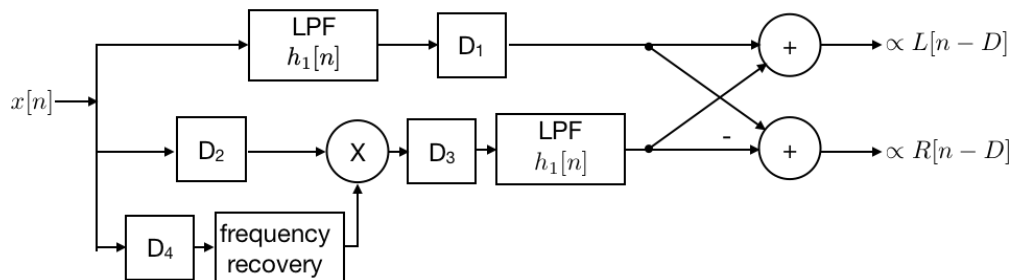 LPF
h₁[n]
D₁
+
∝ L[n − D]
x[n]
D₂
X
D₃
LPF
h₁[n]
-
+
∝ R[n − D]
D₄
frequency
recovery